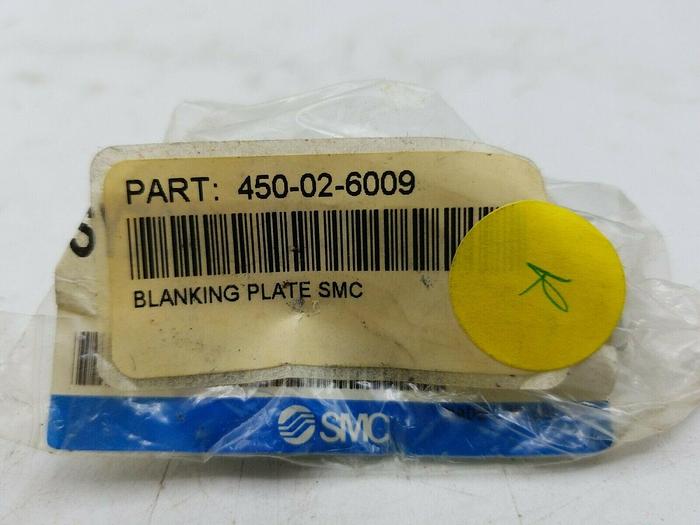 PART: 450-02-6009
BLANKING PLATE SMC
SMC